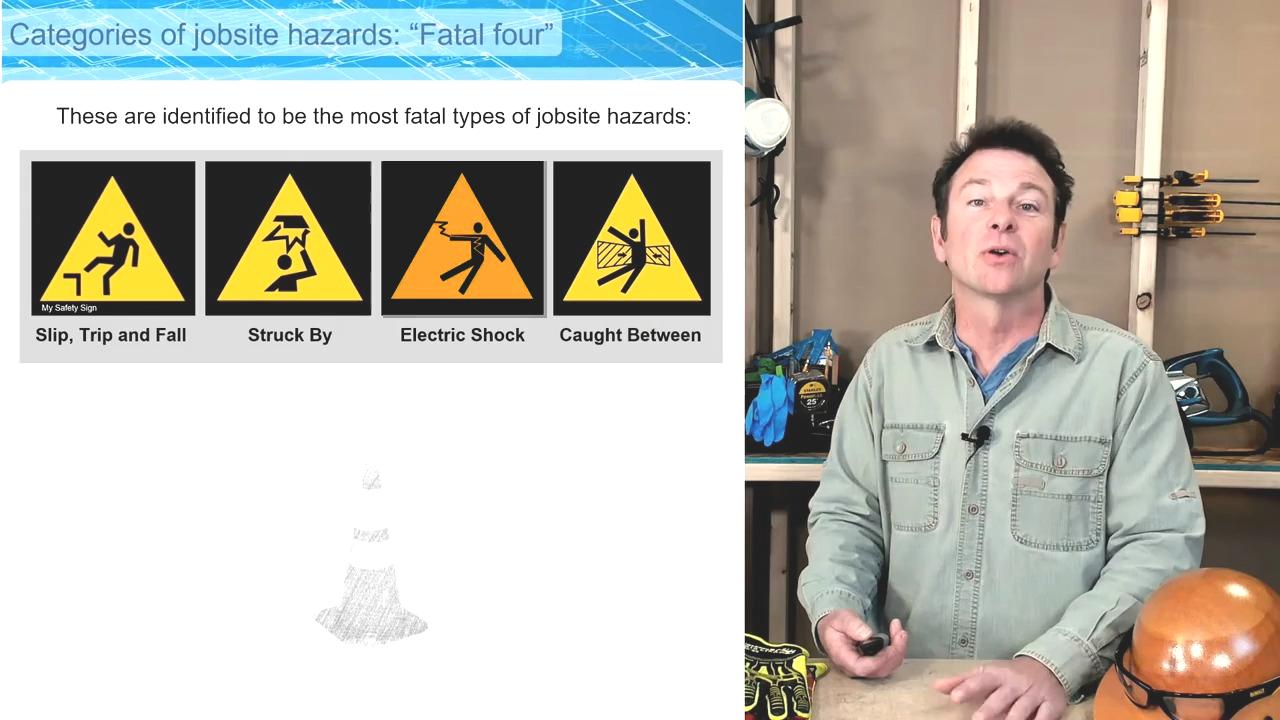 Categories of jobsite hazards: “Fatal four”
These are identified to be the most fatal types of jobsite hazards:
My Safety Sign
Slip, Trip and Fall
Struck By
Electric Shock
Caught Between
STANLEY
25'
DEWALT